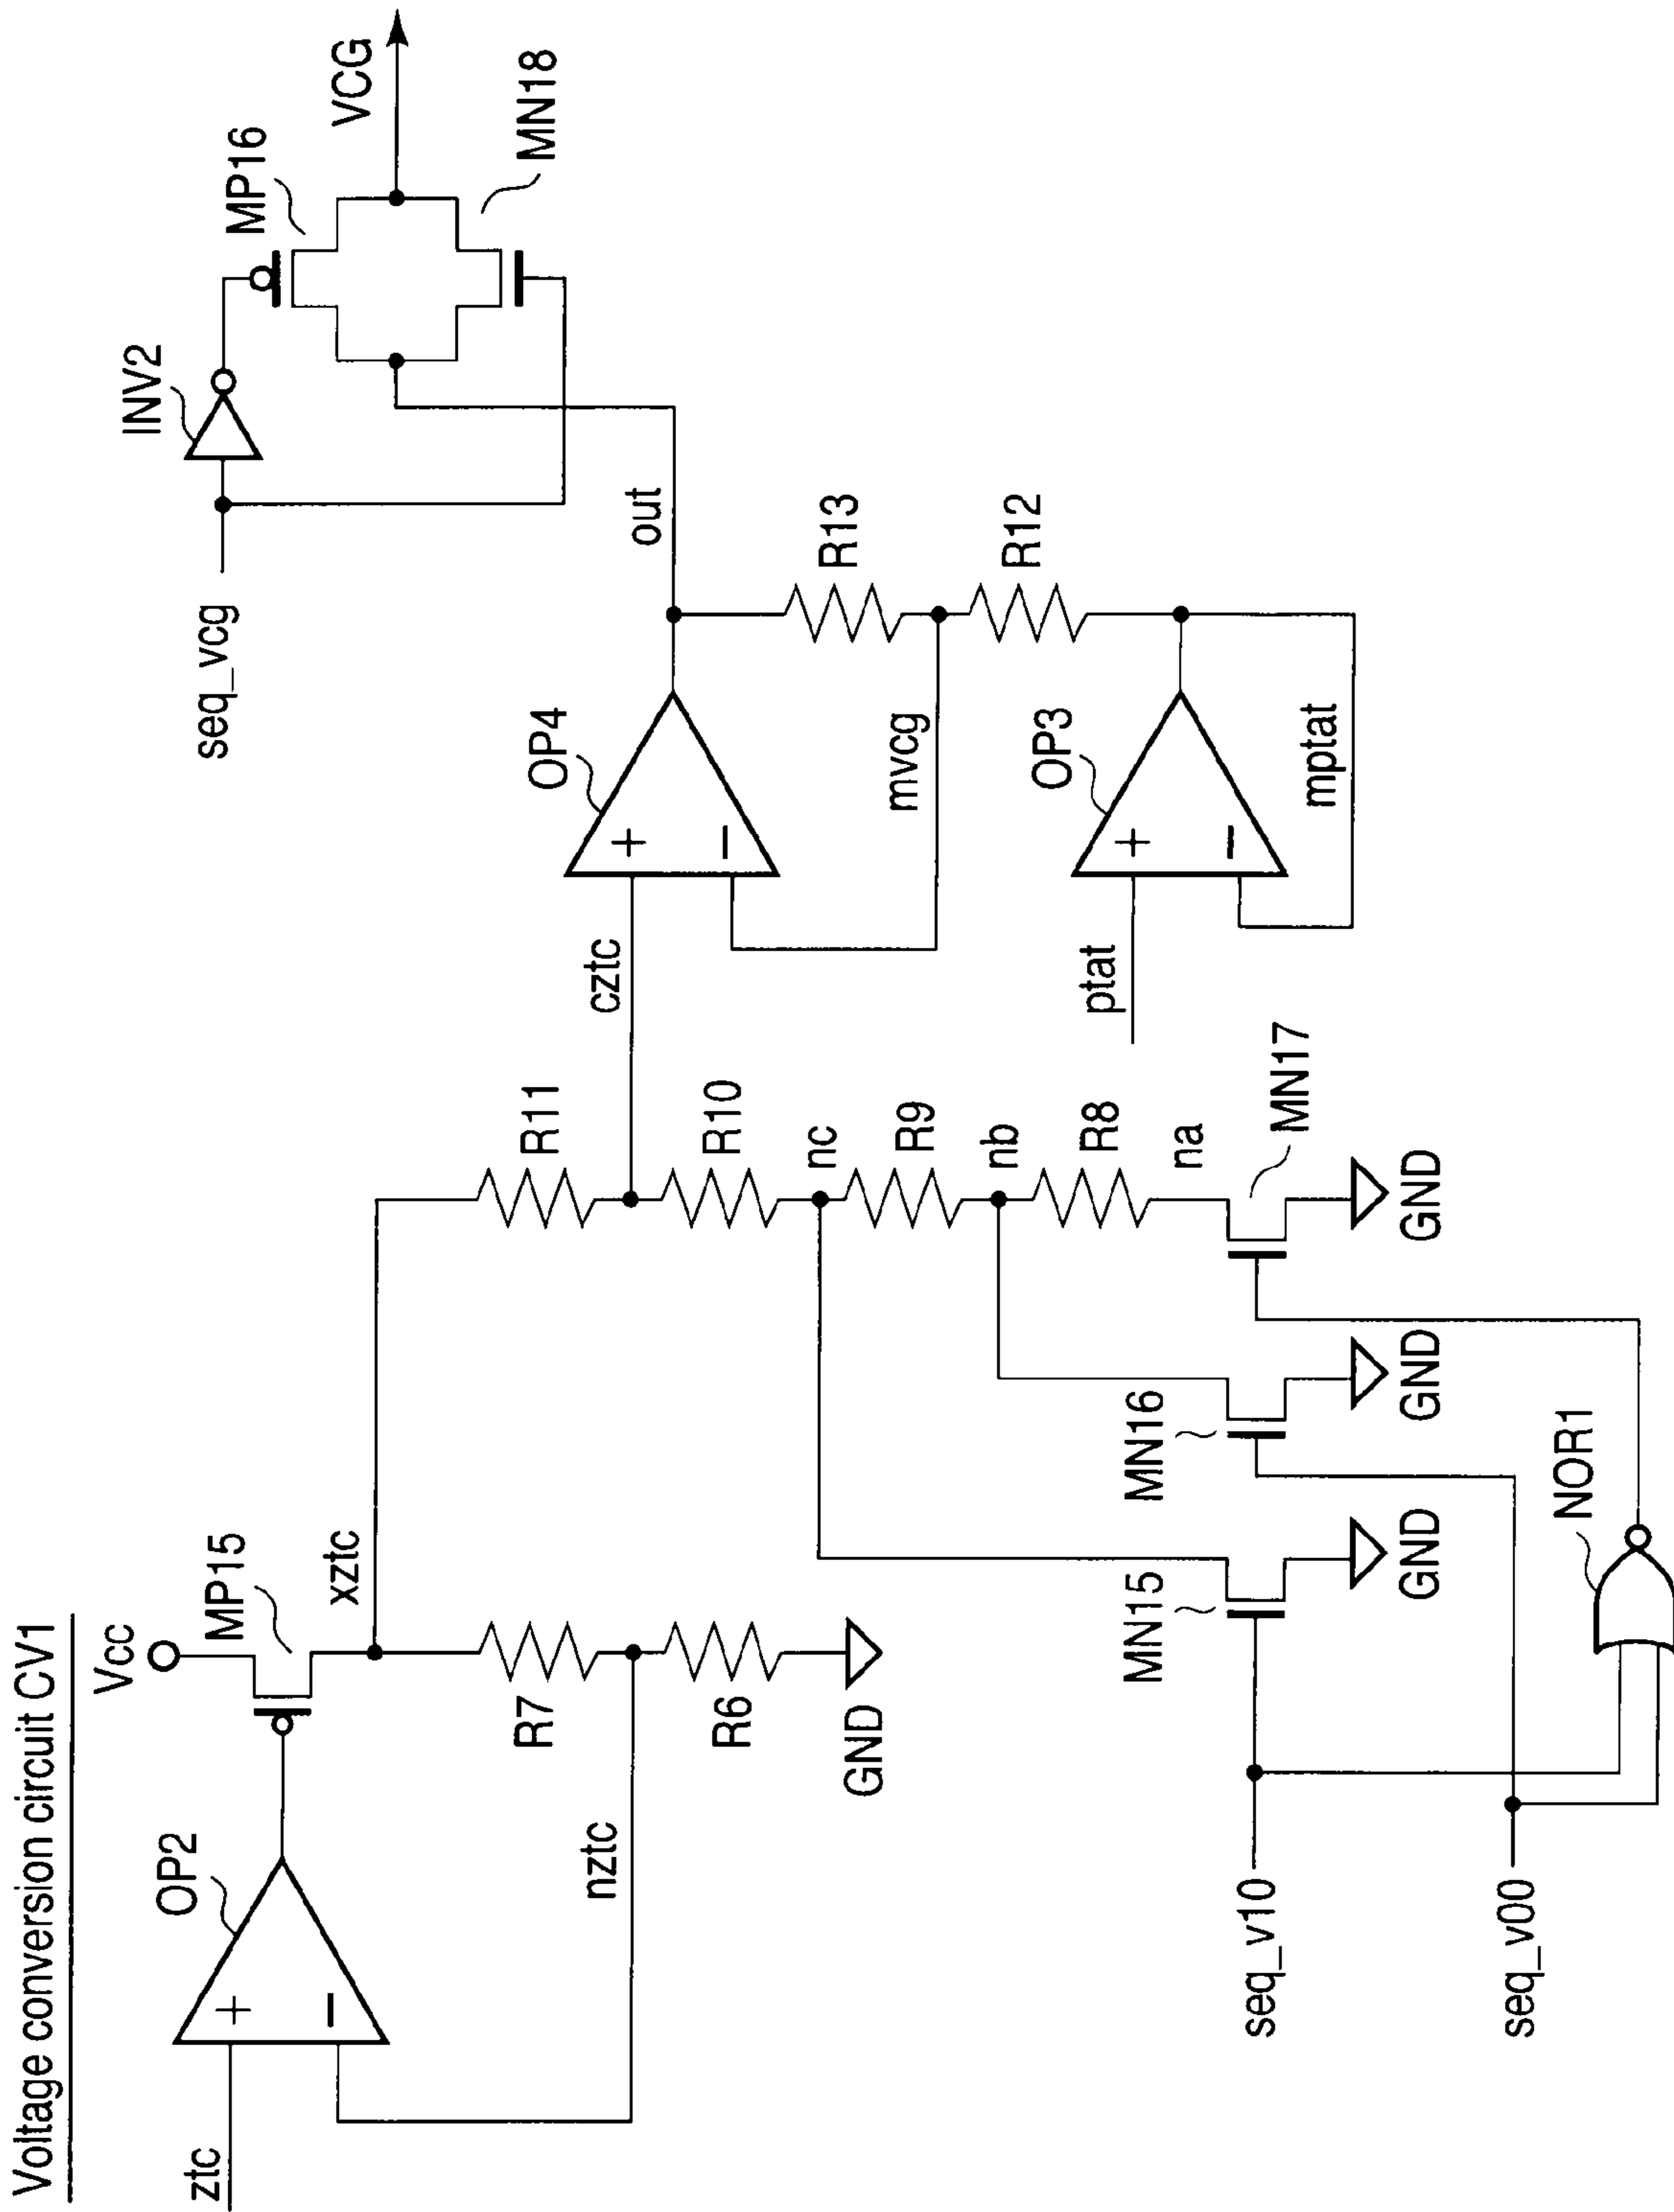 Voltage conversion circuit CV1
ztc
OP2
+
−
nztc
Vcc
MP15
xztc
R7
R6
GND
R11
R10
nc
R9
nb
R8
na
cztc
MN17
GND
MN16
GND
MN15
GND
seq_v10
seq_v00
NOR1
OP4
+
−
mvcg
out
R13
R12
ptat
OP3
+
−
mptat
seq_vcg
INV2
MP16
MN18
VCG